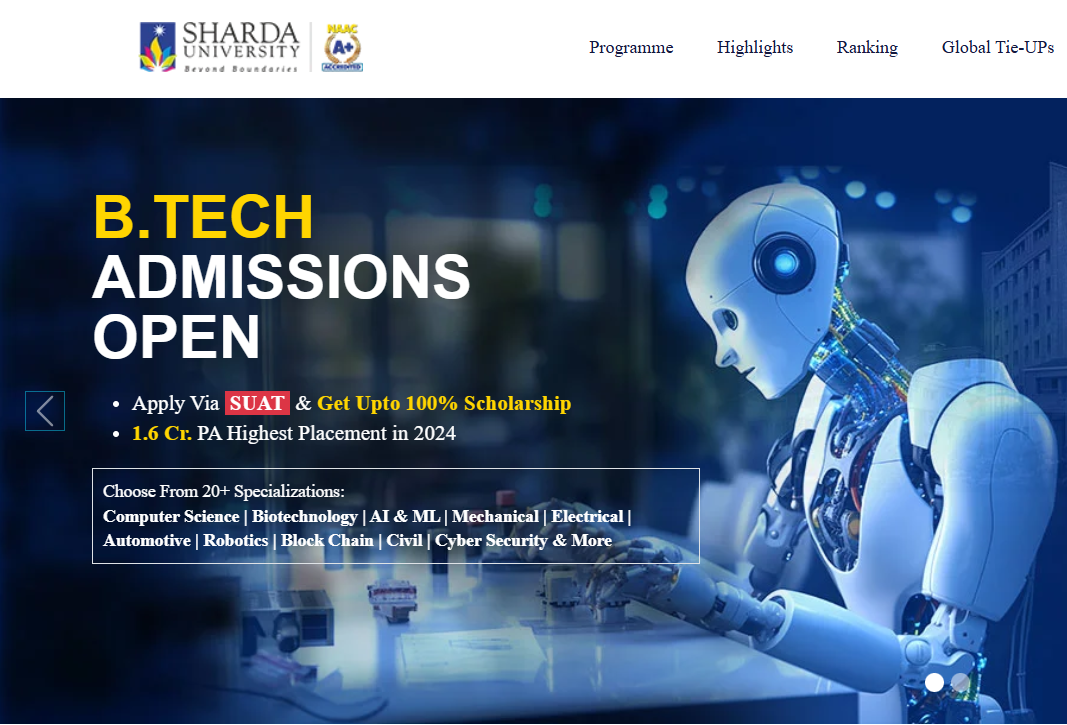 SHARDA
UNIVERSITY
Beyond Boundaries
NAAC
A+
ACCREDITED
Programme
Highlights
Ranking
Global Tie-UPs
B.TECH
ADMISSIONS
OPEN
• Apply Via SUAT & Get Upto 100% Scholarship
• 1.6 Cr. PA Highest Placement in 2024
Choose From 20+ Specializations:
Computer Science | Biotechnology | AI & ML | Mechanical | Electrical |
Automotive | Robotics | Block Chain | Civil | Cyber Security & More